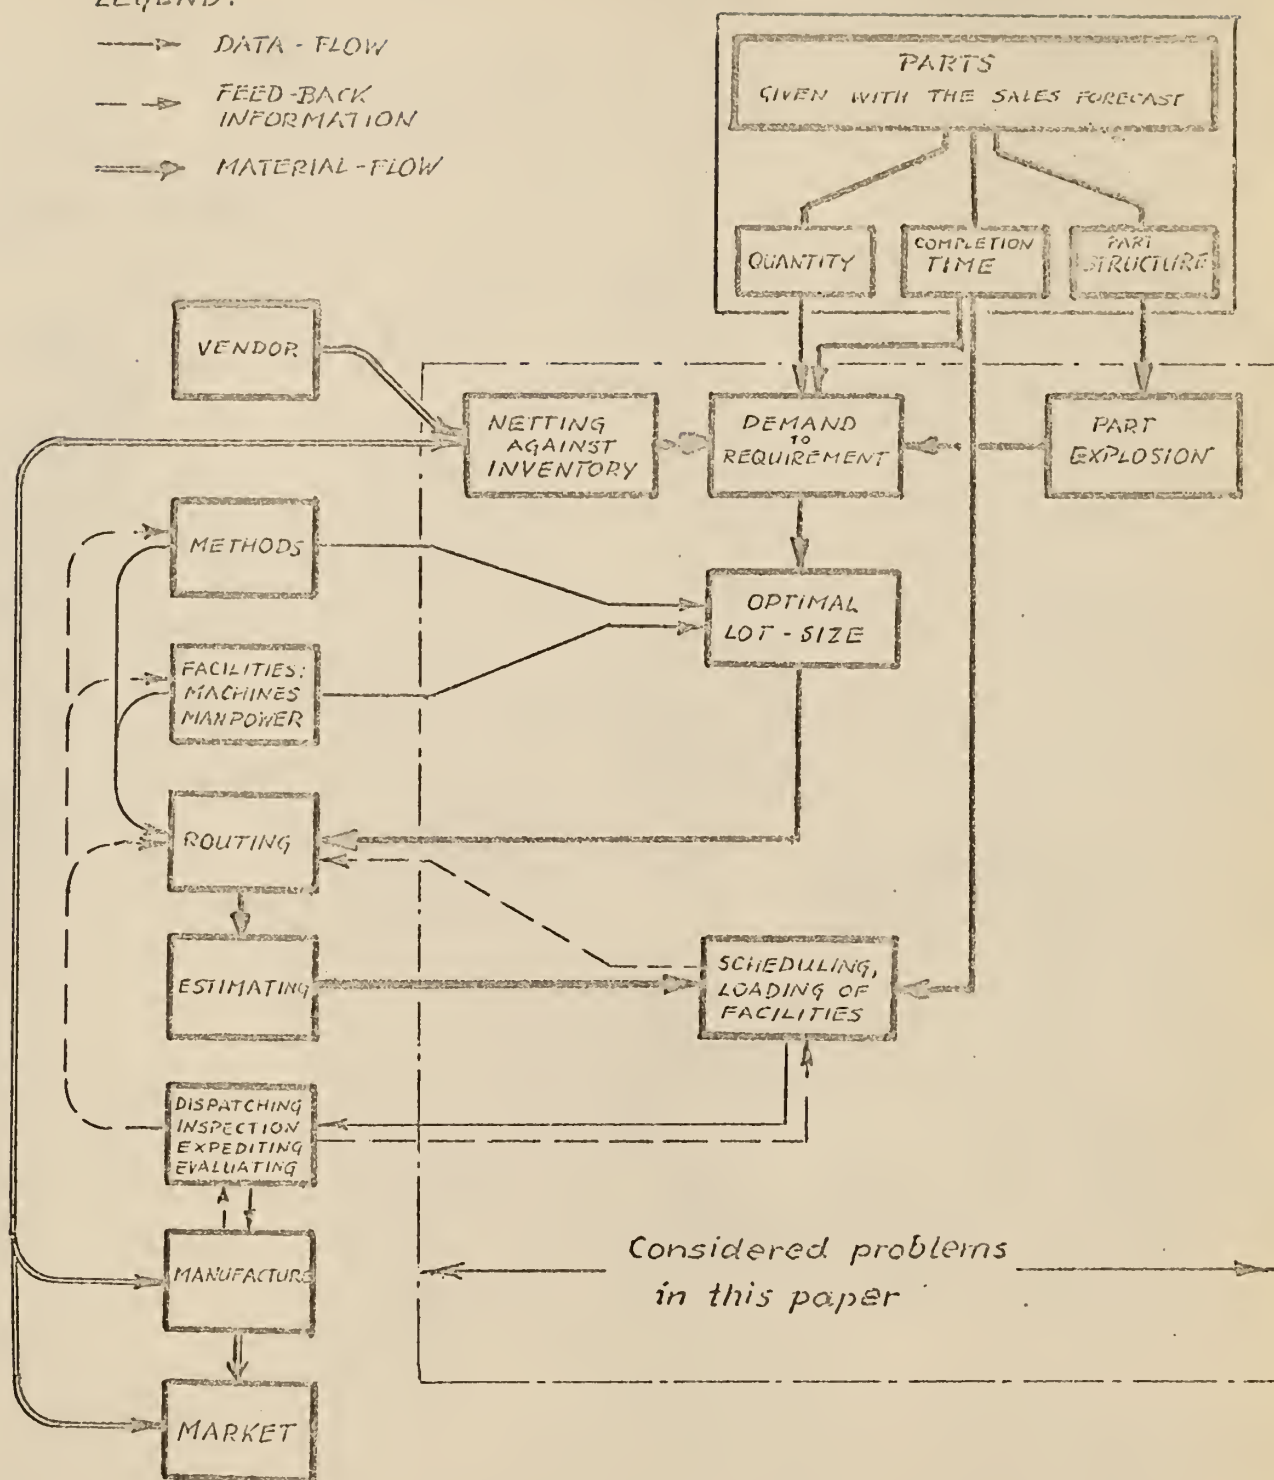 LEGEND:
DATA - FLOW
FEED-BACK
INFORMATION
MATERIAL-FLOW
PARTS
GIVEN WITH THE SALES FORECAST
QUANTITY
COMPLETION
TIME
PART
STRUCTURE
VENDOR
NETTING
AGAINST
INVENTORY
DEMAND
TO
REQUIREMENT
PART
EXPLOSION
METHODS
OPTIMAL
LOT - SIZE
FACILITIES:
MACHINES
MANPOWER
ROUTING
ESTIMATING
SCHEDULING,
LOADING OF
FACILITIES
DISPATCHING
INSPECTION
EXPEDITING
EVALUATING
MANUFACTURE
Considered problems
in this paper
MARKET